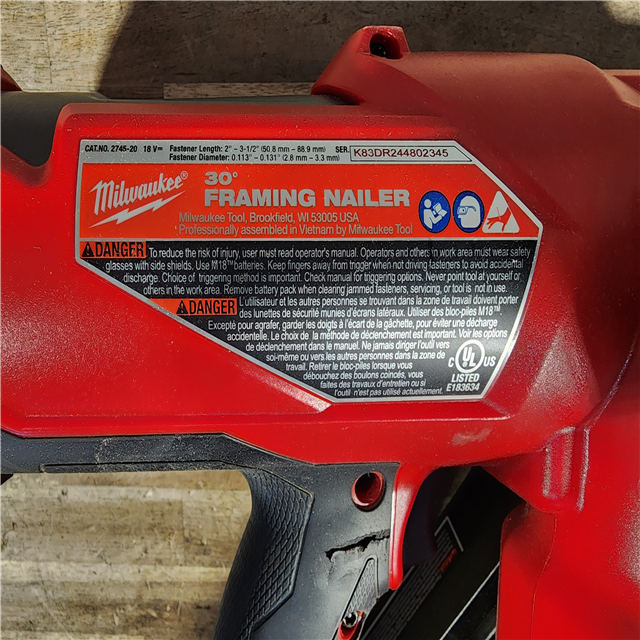 CAT.NO. 2745-20 18 V Fastener Length: 2" - 3-1/2" (50.8 mm - 88.9 mm) SER. K83DR244802345
Fastener Diameter: 0.113" - 0.131" (2.8 mm - 3.3 mm)
Milwaukee®
30°
FRAMING NAILER
Milwaukee Tool, Brookfield, WI 53005 USA
Professionally assembled in Vietnam by Milwaukee Tool
DANGER To reduce the risk of injury, user must read operator's manual. Operators and others in work area must wear safety
glasses with side shields. Use M18™ batteries. Keep fingers away from trigger when not driving fasteners to avoid accidental
discharge. Choice of triggering method is important. Check manual for triggering options. Never point tool at yourself or
others in the work area. Remove battery pack when clearing jammed fasteners, servicing, or tool is not in use.
DANGER L'utilisateur et les autres personnes se trouvant dans la zone de travail doivent porter
des lunettes de sécurité munies d'écrans latéraux. Utiliser des bloc-piles M18™.
Excepté pour agrafer, garder les doigts à l'écart de la gâchette, pour éviter une décharge
accidentelle. Le choix de la méthode de déclenchement est important. Voir les options
de déclenchement dans le manuel. Ne jamais pointer l'outil vers
soi-même ou vers les autres personnes dans la zone de
travail. Retirer le bloc-piles lorsque vous
débouchez des boulons coincés, vous
faites des travaux d'entretien ou si
l'outil n'est pas utilisé actuellement.
C UL US
LISTED
E183634